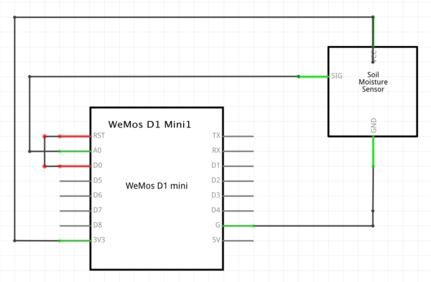 VCC
SIG
Soil
Moisture
Sensor
GND
WeMos D1 Mini1
RST
TX
A0
RX
D0
D1
D5
D2
WeMos D1 mini
D6
D3
D7
D4
D8
G
3V3
5V